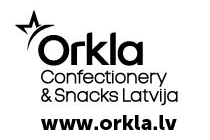 Orkla
Confectionery
& Snacks Latvija
www.orkla.lv